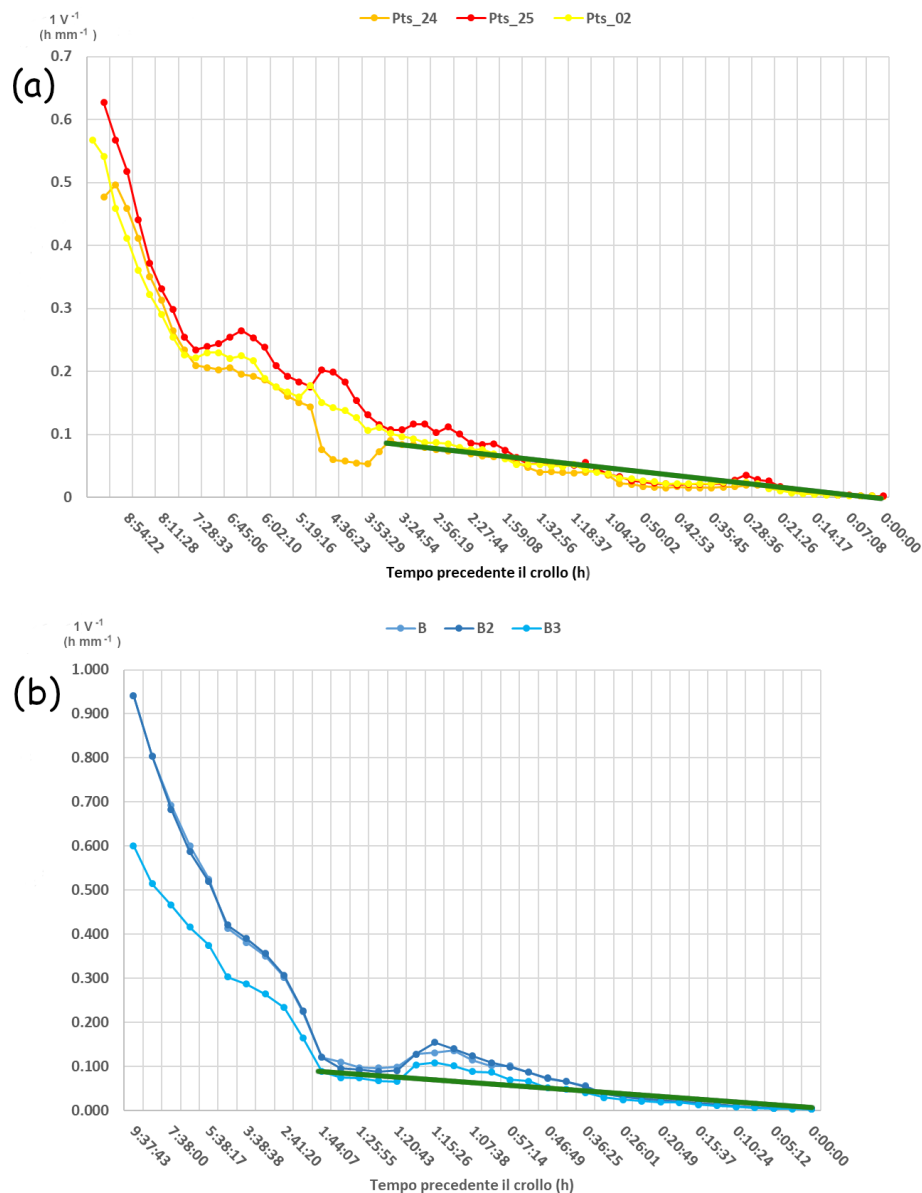 1 V⁻¹
(h mm⁻¹)
Pts_24 Pts_25 Pts_02
(a)
0.7
0.6
0.5
0.4
0.3
0.2
0.1
0
8:54:22 8:11:28 7:28:33 6:45:06 6:02:10 5:19:16 4:36:23 3:53:29 3:24:54 2:56:19 2:27:44 1:59:08 1:32:56 1:18:37 1:04:20 0:50:02 0:42:53 0:35:45 0:28:36 0:21:26 0:14:17 0:07:08 0:00:00
Tempo precedente il crollo (h)
1 V⁻¹
(h mm⁻¹)
B B2 B3
(b)
1.000
0.900
0.800
0.700
0.600
0.500
0.400
0.300
0.200
0.100
0.000
9:37:43 7:38:00 5:38:17 3:38:38 2:41:20 1:44:07 1:25:55 1:20:43 1:15:26 1:07:38 0:57:14 0:46:49 0:36:25 0:26:01 0:20:49 0:15:37 0:10:24 0:05:12 0:00:00
Tempo precedente il crollo (h)